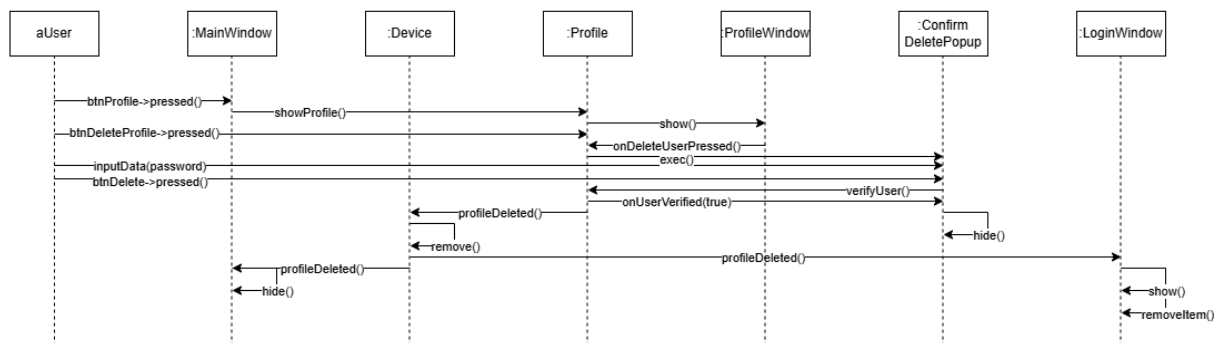 aUser
:MainWindow
:Device
:Profile
:ProfileWindow
:Confirm
DeletePopup
:LoginWindow
btnProfile->pressed()
showProfile()
show()
btnDeleteProfile->pressed()
onDeleteUserPressed()
exec()
inputData(password)
btnDelete->pressed()
verifyUser()
onUserVerified(true)
profileDeleted()
hide()
remove()
profileDeleted()
profileDeleted()
hide()
show()
removeItem()